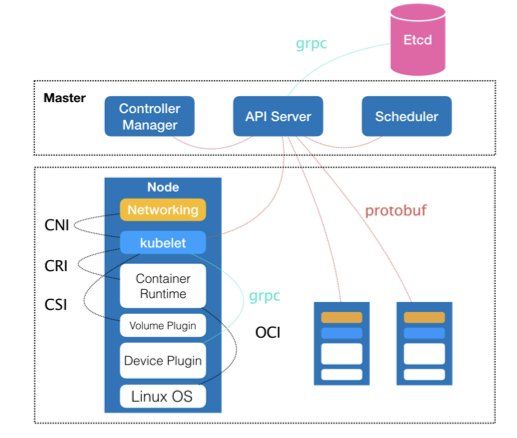 Etcd
grpc
Master
Controller
Manager
API Server
Scheduler
Node
Networking
protobuf
CNI
kubelet
CRI
Container
Runtime
grpc
CSI
Volume Plugin
OCI
Device Plugin
Linux OS